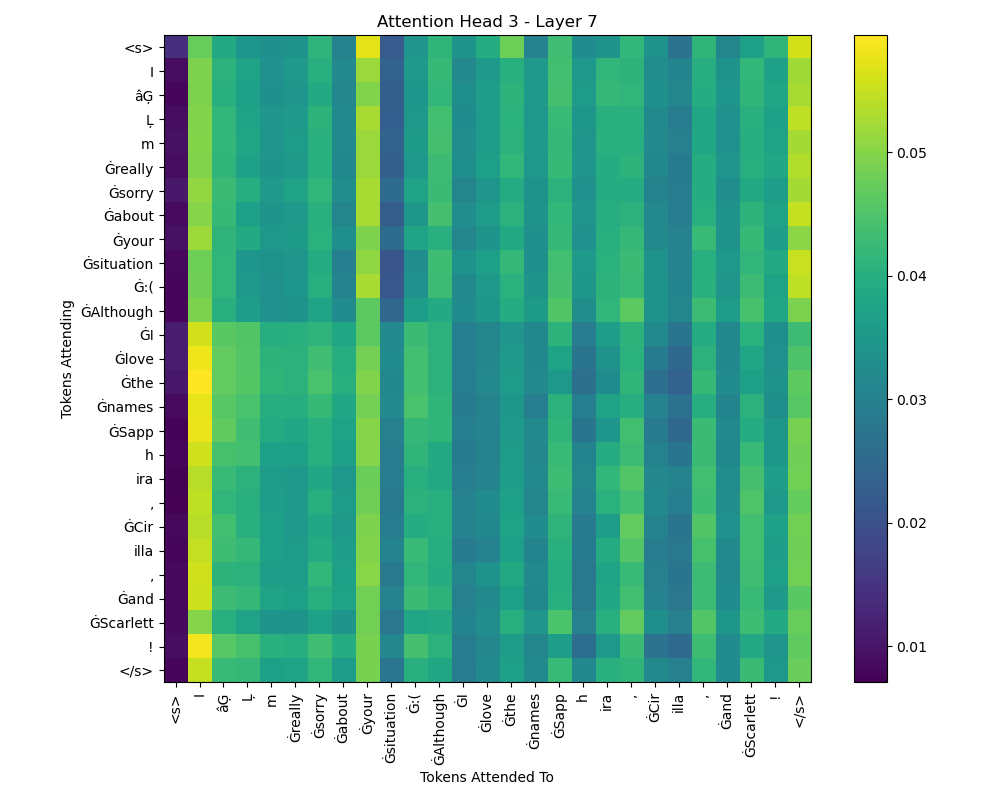 Attention Head 3 - Layer 7
Tokens Attending
<s>
I
âĢ
Ļ
m
Ġreally
Ġsorry
Ġabout
Ġyour
Ġsituation
Ġ:(
ĠAlthough
ĠI
Ġlove
Ġthe
Ġnames
ĠSapp
h
ira
,
ĠCir
illa
,
Ġand
ĠScarlett
!
</s>
<s>
I
âĢ
Ļ
m
Ġreally
Ġsorry
Ġabout
Ġyour
Ġsituation
Ġ:(
ĠAlthough
ĠI
Ġlove
Ġthe
Ġnames
ĠSapp
h
ira
,
ĠCir
illa
,
Ġand
ĠScarlett
!
</s>
Tokens Attended To
0.05
0.04
0.03
0.02
0.01